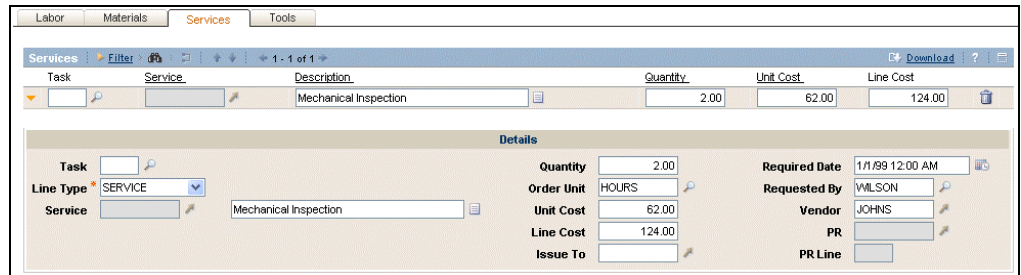 Labor Materials Services Tools
Services Filter 1 - 1 of 1 Download ?
Task Service Description Quantity Unit Cost Line Cost
Mechanical Inspection 2.00 62.00 124.00
Details
Task Quantity 2.00 Required Date 1/1/99 12:00 AM
Line Type * SERVICE Order Unit HOURS Requested By WILSON
Service Mechanical Inspection Unit Cost 62.00 Vendor JOHNS
Line Cost 124.00 PR
Issue To PR Line